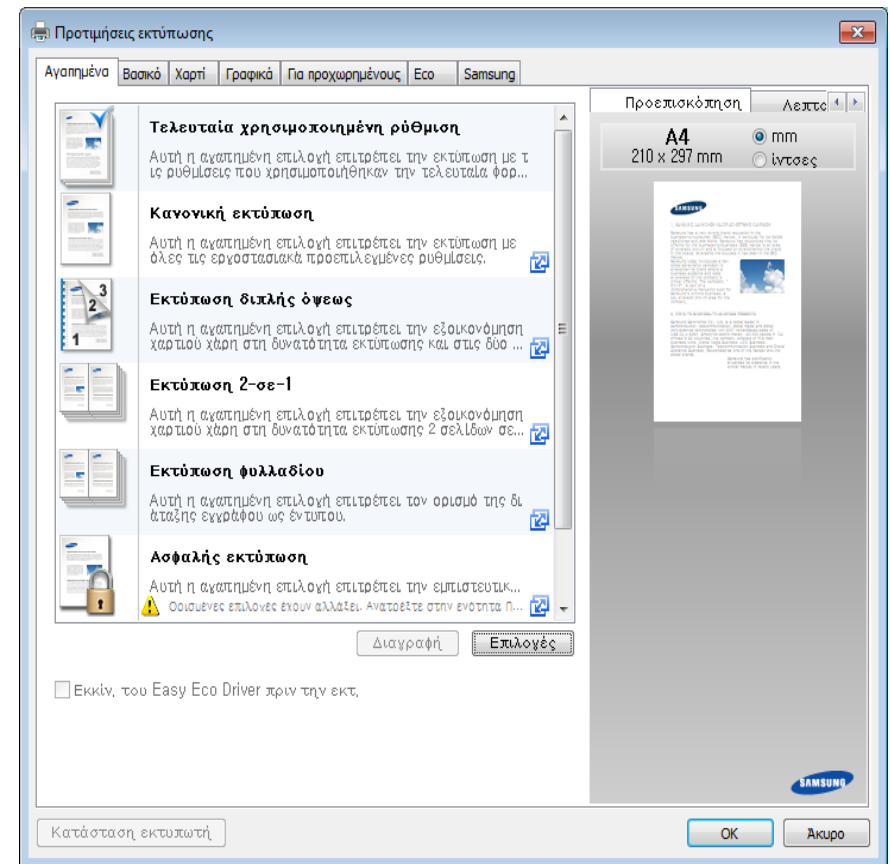 Προτιμήσεις εκτύπωσης
Αγαπημένα Βασικό Χαρτί Γραφικά Για προχωρημένους Eco Samsung
Τελευταία χρησιμοποιημένη ρύθμιση
Αυτή η αγαπημένη επιλογή επιτρέπει την εκτύπωση με τ
ις ρυθμίσεις που χρησιμοποιήθηκαν την τελευταία φορ...
Κανονική εκτύπωση
Αυτή η αγαπημένη επιλογή επιτρέπει την εκτύπωση με
όλες τις εργοστασιακά προεπιλεγμένες ρυθμίσεις.
Εκτύπωση διπλής όψεως
Αυτή η αγαπημένη επιλογή επιτρέπει την εξοικονόμηση
χαρτιού χάρη στη δυνατότητα εκτύπωσης και στις δύο ...
Εκτύπωση 2-σε-1
Αυτή η αγαπημένη επιλογή επιτρέπει την εξοικονόμηση
χαρτιού χάρη στη δυνατότητα εκτύπωσης 2 σελίδων σε...
Εκτύπωση φυλλαδίου
Αυτή η αγαπημένη επιλογή επιτρέπει τον ορισμό της δι
άταξης εγγράφου ως έντυπου.
Ασφαλής εκτύπωση
Αυτή η αγαπημένη επιλογή επιτρέπει την εμπιστευτικ...
Ορισμένες επιλογές έχουν αλλάξει. Ανατρέξτε στην ενότητα Π...
Διαγραφή Επιλογές
Εκκίν, του Easy Eco Driver πριν την εκτ,
Κατάσταση εκτυπωτή
Προεπισκόπηση Λεπτο
A4
210 x 297 mm
mm
ίντσες
SAMSUNG
SAMSUNG
OK Άκυρο
1
2
3